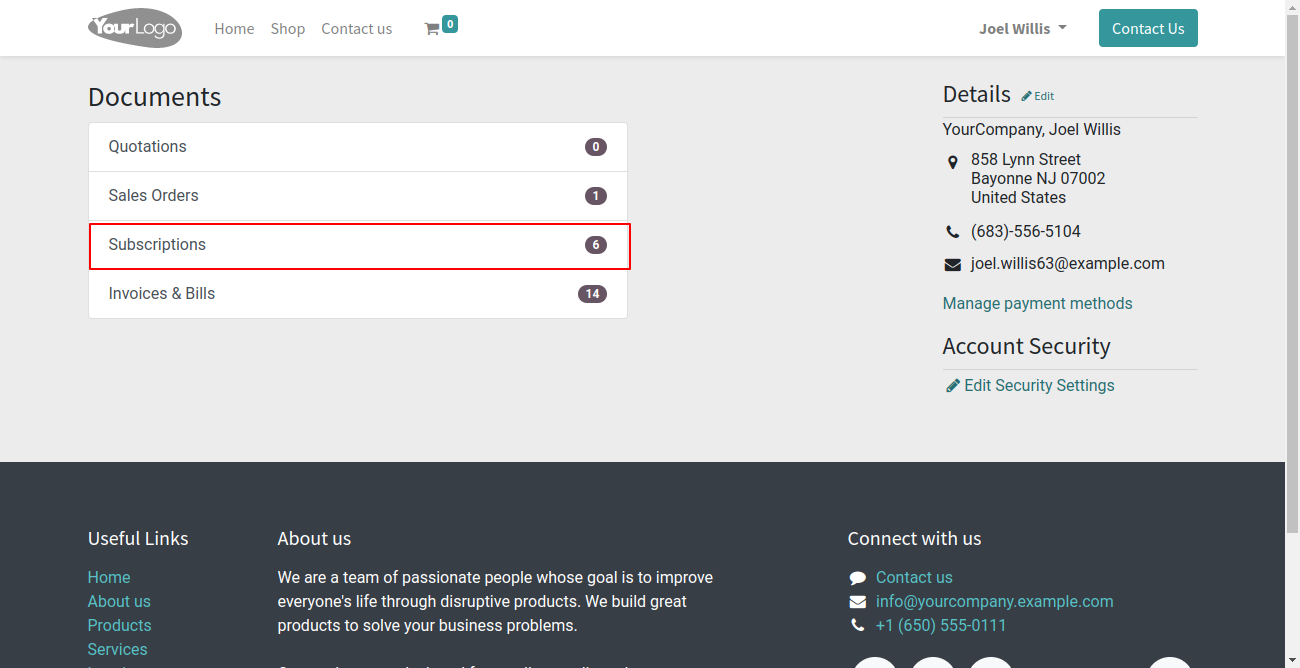 YourLogo
Home
Shop
Contact us
0
Joel Willis
Contact Us
Documents
Quotations 0
Sales Orders 1
Subscriptions 6
Invoices & Bills 14
Details Edit
YourCompany, Joel Willis
858 Lynn Street
Bayonne NJ 07002
United States
(683)-556-5104
joel.willis63@example.com
Manage payment methods
Account Security
Edit Security Settings
Useful Links
Home
About us
Products
Services
About us
We are a team of passionate people whose goal is to improve
everyone's life through disruptive products. We build great
products to solve your business problems.
Connect with us
Contact us
info@yourcompany.example.com
+1 (650) 555-0111